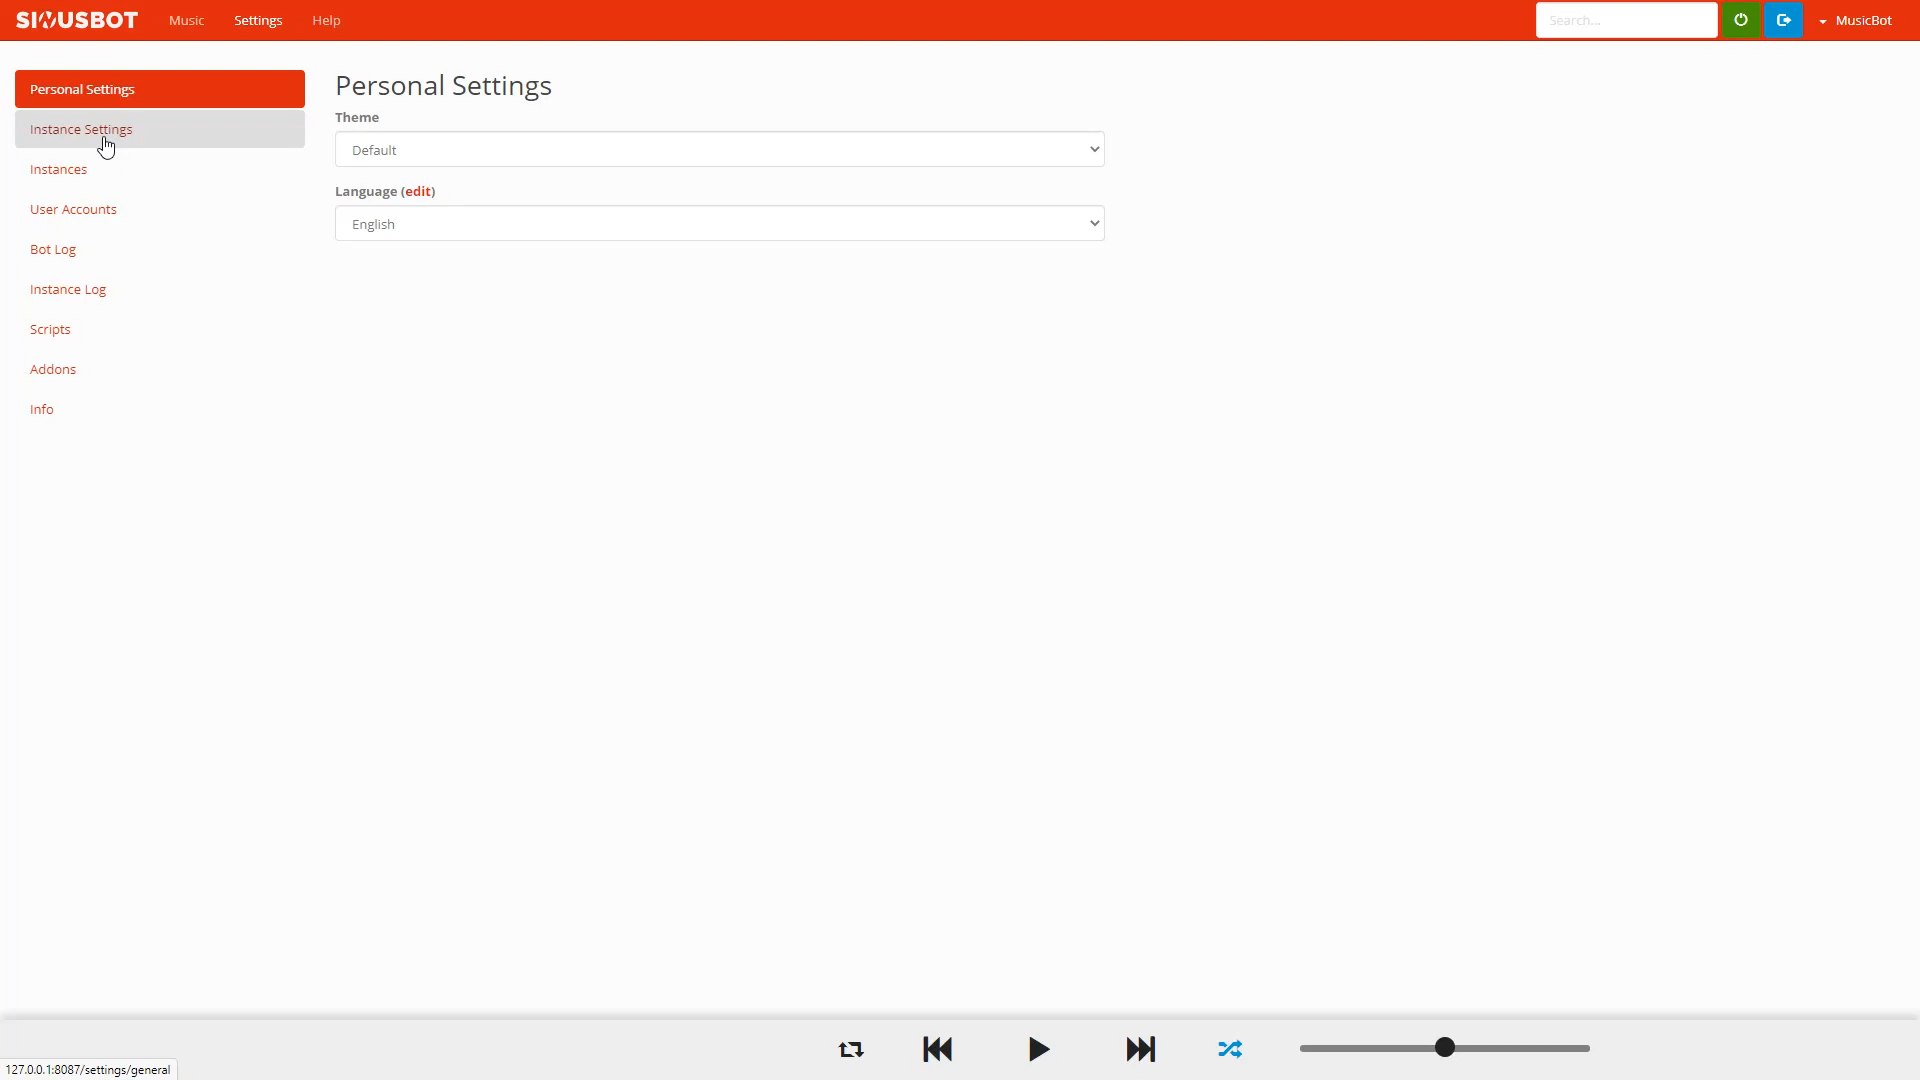 SINUSBOT Music Settings Help Search... MusicBot
Personal Settings
Instance Settings
Instances
User Accounts
Bot Log
Instance Log
Scripts
Addons
Info
Personal Settings
Theme
Default
Language (edit)
English
127.0.0.1:8087/settings/general